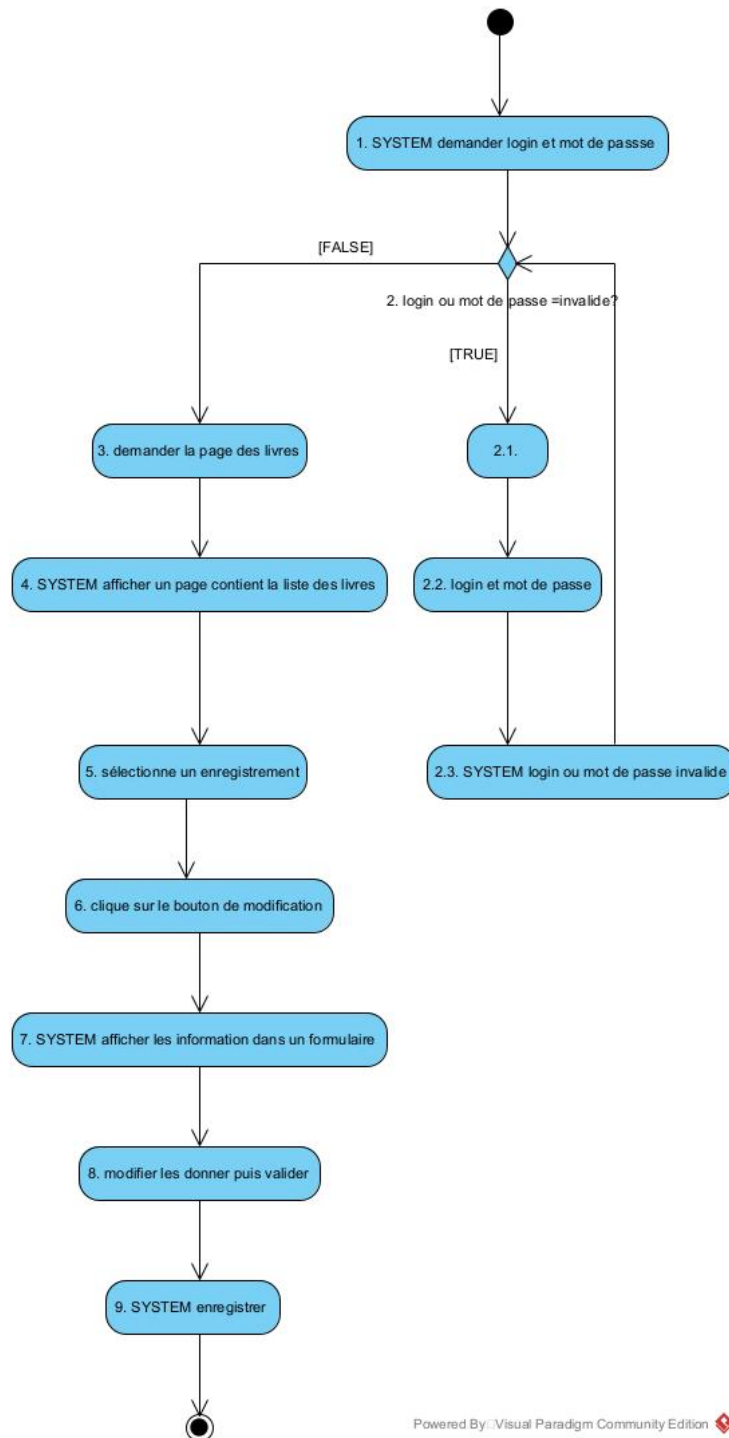 1. SYSTEM demander login et mot de passse
[FALSE]
2. login ou mot de passe =invalide?
[TRUE]
3. demander la page des livres
2.1.
4. SYSTEM afficher un page contient la liste des livres
2.2. login et mot de passe
5. sélectionne un enregistrement
2.3. SYSTEM login ou mot de passe invalide
6. clique sur le bouton de modification
7. SYSTEM afficher les information dans un formulaire
8. modifier les donner puis valider
9. SYSTEM enregistrer
Powered By Visual Paradigm Community Edition